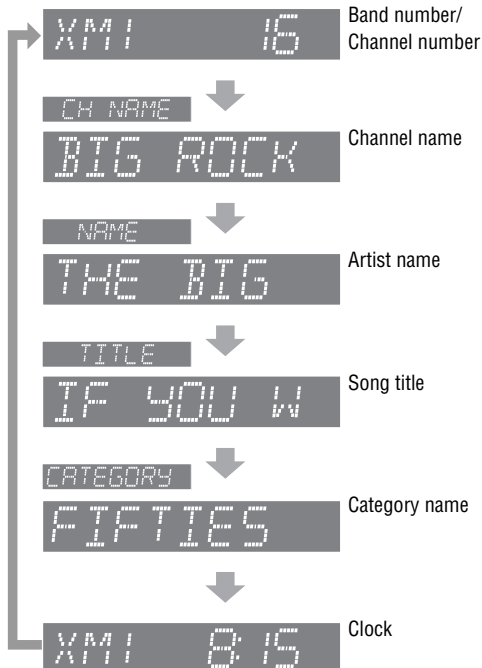 XM1 15
Band number/
Channel number
CH NAME
BIG ROCK
Channel name
NAME
THE BIG
Artist name
TITLE
IF YOU W
Song title
CATEGORY
FIFTIES
Category name
XM1 8:15
Clock